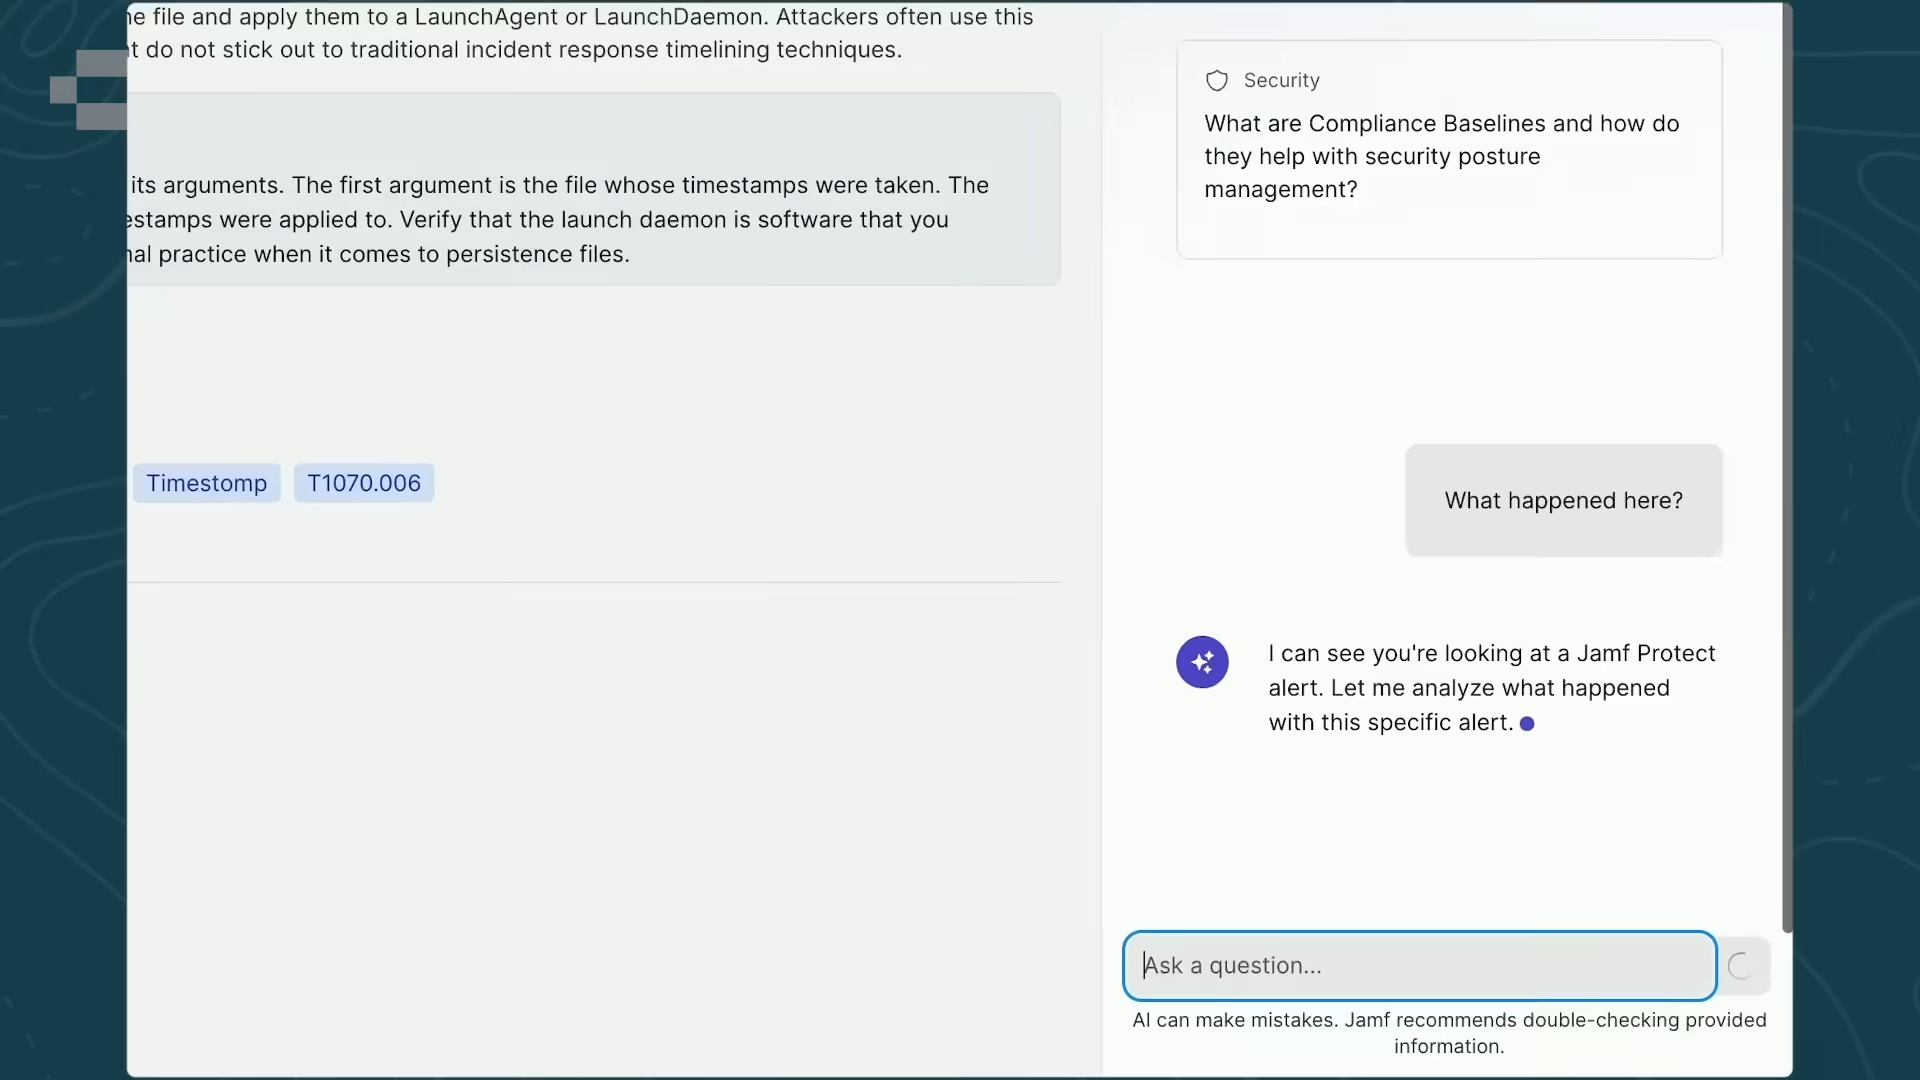 e file and apply them to a LaunchAgent or LaunchDaemon. Attackers often use this
t do not stick out to traditional incident response timelining techniques.
its arguments. The first argument is the file whose timestamps were taken. The
estamps were applied to. Verify that the launch daemon is software that you
al practice when it comes to persistence files.
Timestomp
T1070.006
Security
What are Compliance Baselines and how do
they help with security posture
management?
What happened here?
I can see you're looking at a Jamf Protect
alert. Let me analyze what happened
with this specific alert.
Ask a question...
AI can make mistakes. Jamf recommends double-checking provided
information.